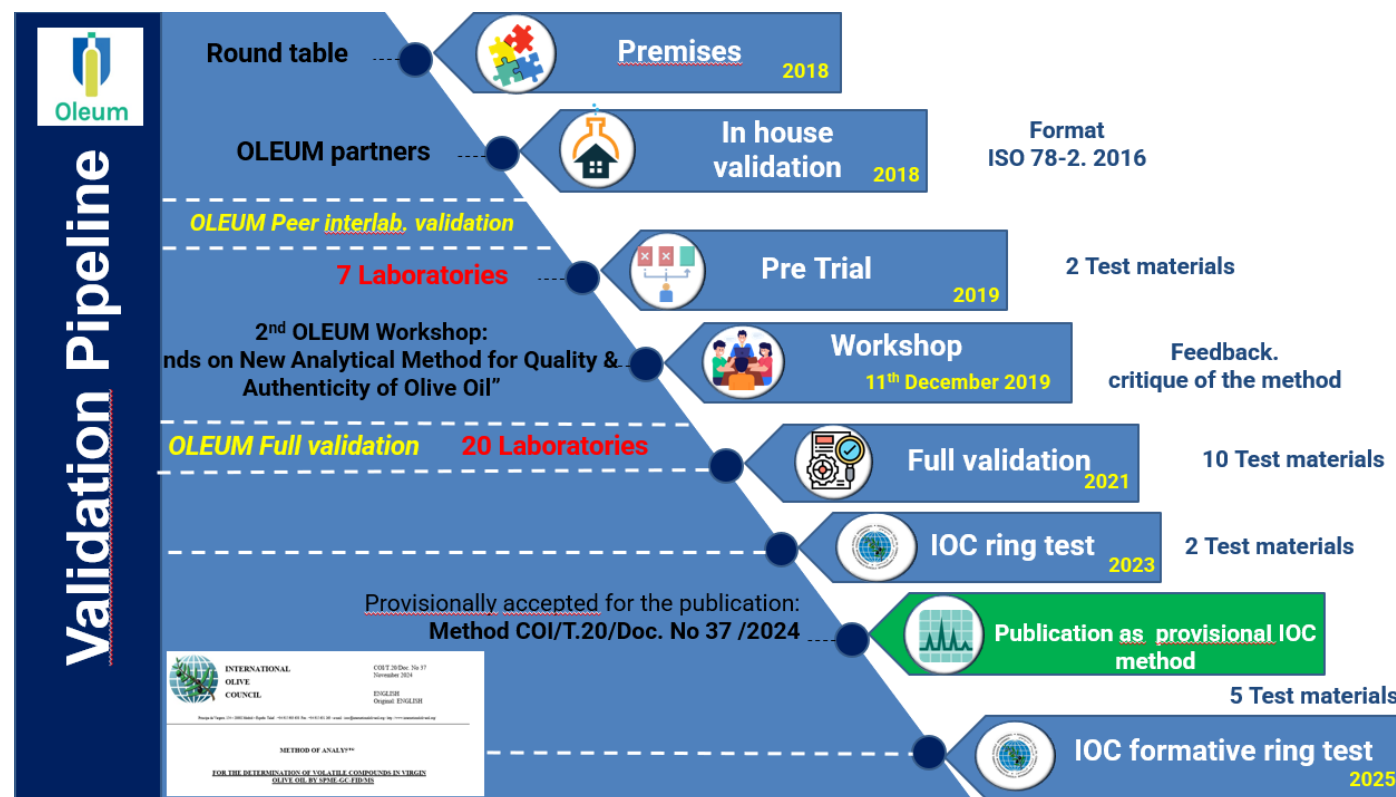 Oleum
Validation Pipeline
Round table
Premises
2018
OLEUM partners
In house
validation
2018
Format
ISO 78-2. 2016
OLEUM Peer interlab. validation
7 Laboratories
Pre Trial
2019
2 Test materials
2nd OLEUM Workshop:
nds on New Analytical Method for Quality &
Authenticity of Olive Oil”
Workshop
11th December 2019
Feedback.
critique of the method
OLEUM Full validation 20 Laboratories
Full validation
2021
10 Test materials
IOC ring test
2023
2 Test materials
Provisionally accepted for the publication:
Method COI/T.20/Doc. No 37 /2024
Publication as provisional IOC
method
INTERNATIONAL
OLIVE
COUNCIL
COI/T.20/Doc. No 37
November 2024
ENGLISH
Original: ENGLISH
METHOD OF
FOR THE DETERMINATION OF VOLATILE COMPOUNDS IN VIRGIN
OLIVE OIL BY SPME-GC-FID/MS
5 Test materials
IOC formative ring test
2025